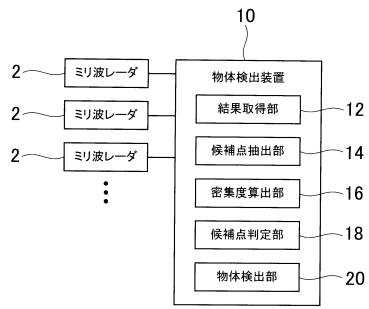 10
2 ミリ波レーダ
物体検出装置
結果取得部 12
2 ミリ波レーダ
候補点抽出部 14
2 ミリ波レーダ
密集度算出部 16
候補点判定部 18
物体検出部 20